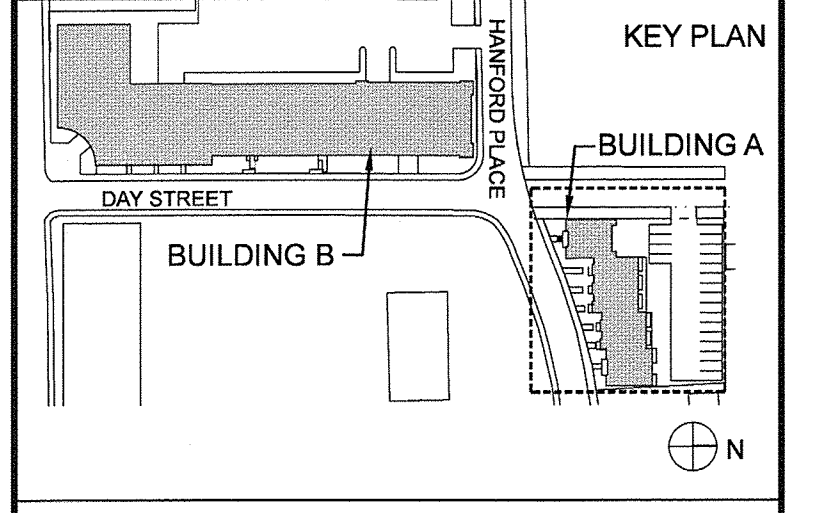 KEY PLAN
HANFORD PLACE
BUILDING A
DAY STREET
BUILDING B
N